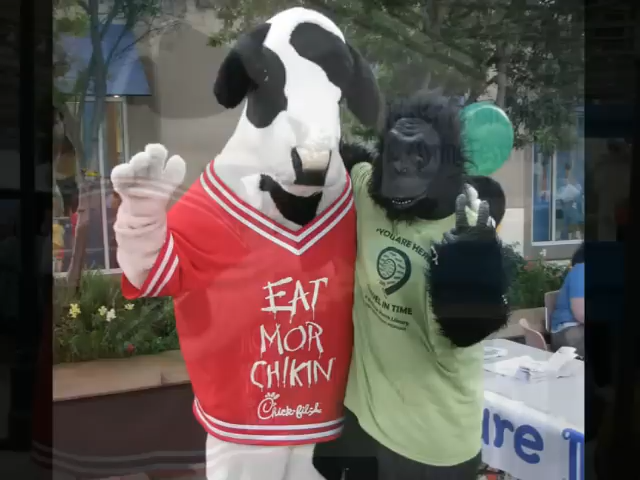 EAT
MOR
CHIKIN
Chick-fil-A
YOU ARE HERE
IN TIME
ure